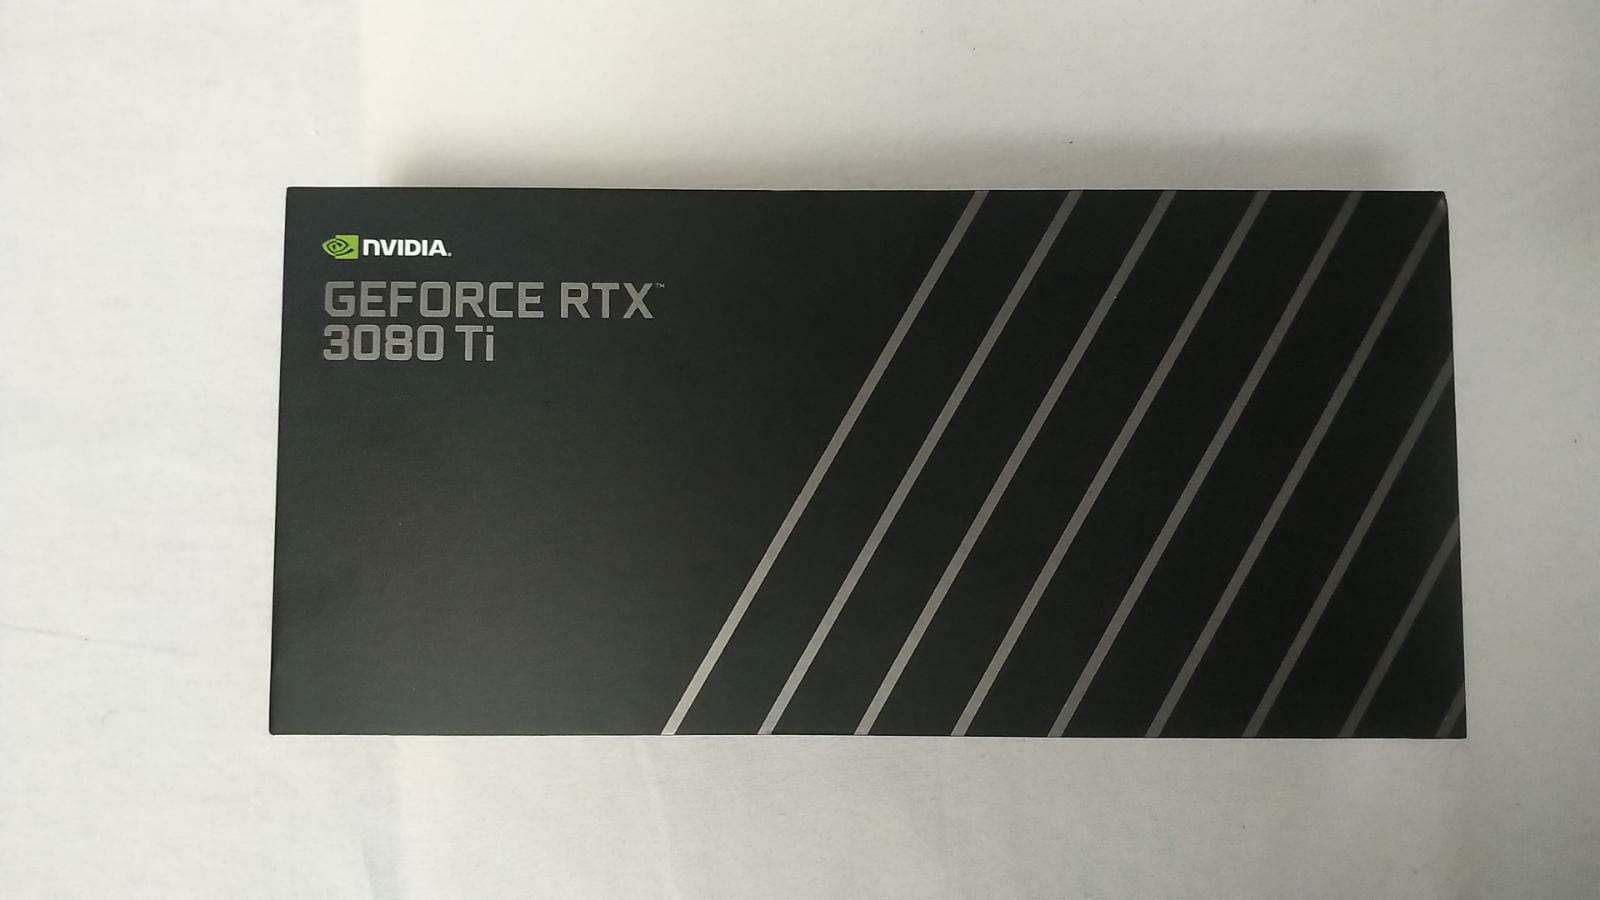 NVIDIA.
GEFORCE RTX™
3080 Ti